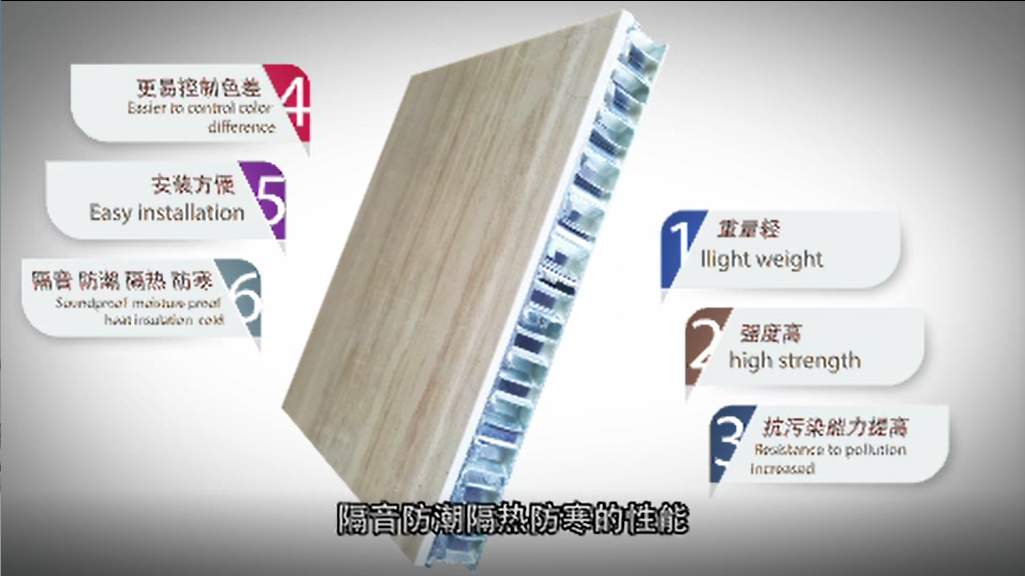 4
更易控制色差
Easier to control color
difference
5
安装方便
Easy installation
6
隔音 防潮 隔热 防寒
Soundproof moisture proof
heat insulation cold
1
重量轻
llight weight
2
强度高
high strength
3
抗污染能力提高
Resistance to pollution
increased
隔音防潮隔热防寒的性能